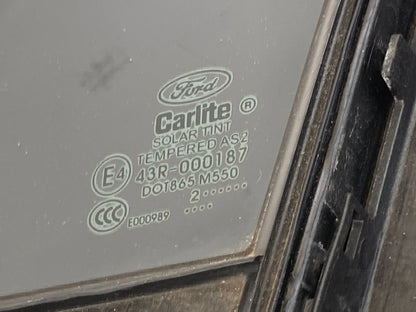 Ford
Carlite ®
SOLAR TINT
TEMPERED AS2
E4 43R-000187
DOT865 M550
CCC E000989 2••••
••••